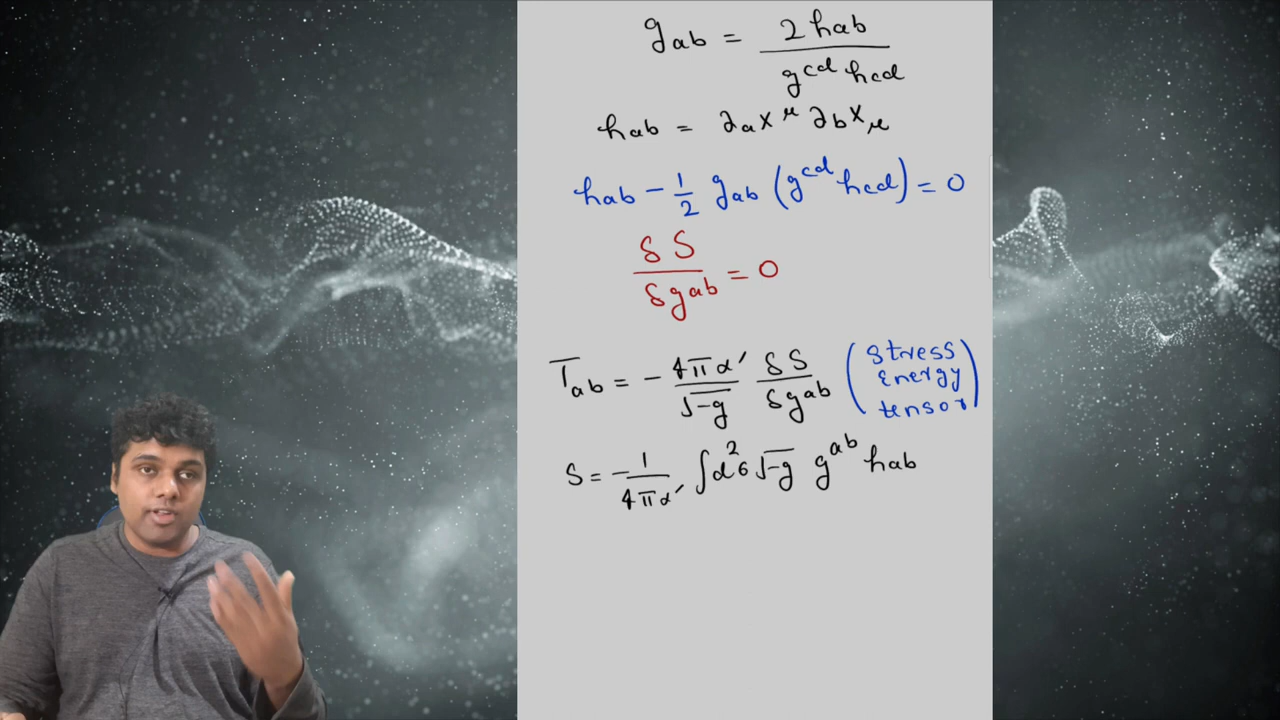 gab = 2hab / g^cd hcd
hab = ∂aX^μ ∂bXμ
hab − 1/2 gab (g^cd hcd) = 0
δS / δgab = 0
Tab = − 4πα′ / √−g δS / δgab (stress energy tensor)
S = −1 / 4πα′ ∫d²σ √−g g^ab hab